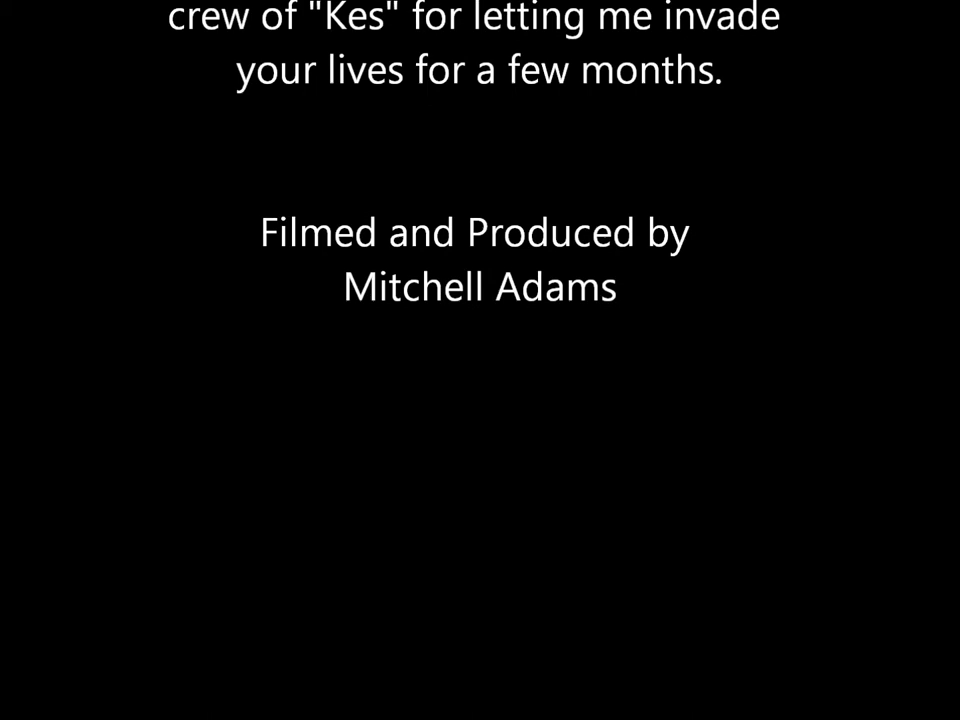 crew of "Kes" for letting me invade
your lives for a few months.
Filmed and Produced by
Mitchell Adams